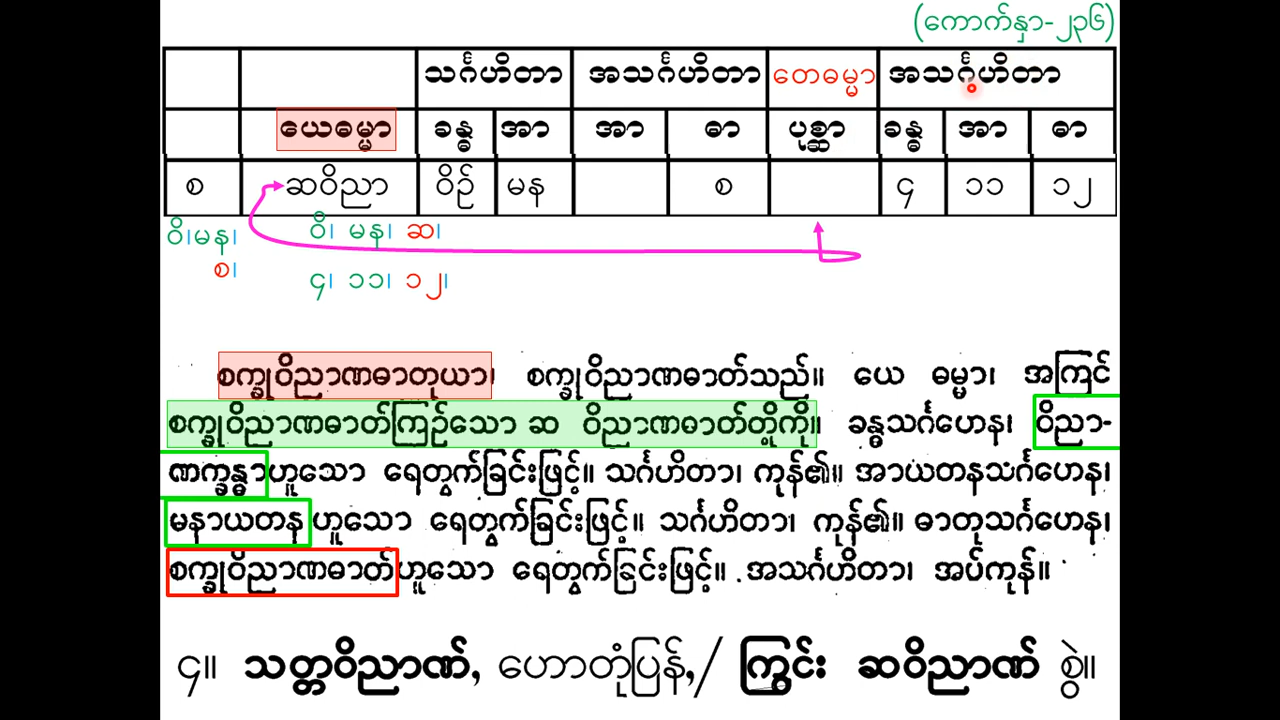 (ကောက်နှာ-၂၃၆)
သင်္ဂဟိတာ အသင်္ဂဟိတာ တေဓမ္မာ အသင်္ဂဟိတာ
ယေဓမ္မာ ခန္ဓ အာ အာ ဓာ ပုစ္ဆာ ခန္ဓ အာ ဓာ
စ ဆဝိညာ ဝိဉ် မန စ ၄ ၁၁ ၁၂
ဝိ၊မန၊ ဝိ၊ မန၊ ဆ၊
စ၊ ၄၊ ၁၁၊ ၁၂၊
စက္ခုဝိညာဏဓာတုယာ၊ စက္ခုဝိညာဏဓာတ်သည်။ ယေ ဓမ္မာ၊ အကြင်
စက္ခုဝိညာဏဓာတ်ကြဉ်သော ဆ ဝိညာဏဓာတ်တို့ကို။ ခန္ဓသင်္ဂဟေန၊ ဝိညာ-
ဏက္ခန္ဓာဟူသော ရေတွက်ခြင်းဖြင့်။ သင်္ဂဟိတာ၊ ကုန်၏။ အာယတနသင်္ဂဟေန၊
မနာယတန ဟူသော ရေတွက်ခြင်းဖြင့်။ သင်္ဂဟိတာ၊ ကုန်၏။ ဓာတုသင်္ဂဟေန၊
စက္ခုဝိညာဏဓာတ်ဟူသော ရေတွက်ခြင်းဖြင့်။ အသင်္ဂဟိတာ၊ အပ်ကုန်။
၄။ သတ္တဝိညာဏ်, ဟောတုံပြန်,/ ကြွင်း ဆဝိညာဏ် စွဲ။